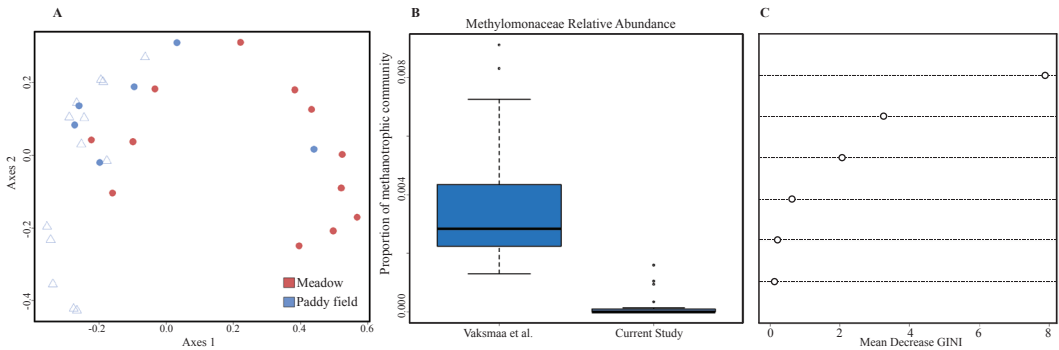 A
Axes 2
0.2
0.0
-0.2
-0.4
-0.2
0.0
0.2
0.4
0.6
Axes 1
Meadow
Paddy field
B
Methylomonaceae Relative Abundance
Proportion of methanotrophic community
0.008
0.004
0.000
Vaksmaa et al.
Current Study
C
0
2
4
6
8
Mean Decrease GINI